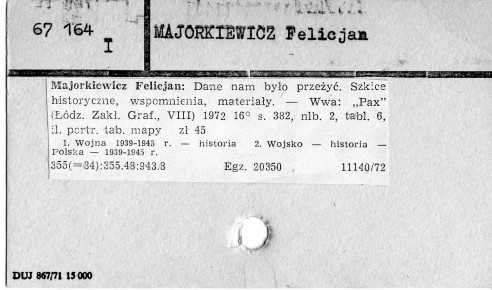 67 164 I
MAJORKIEWICZ Felicjan
Majorkiewicz Felicjan: Dane nam było przeżyć. Szkice
historyczne, wspomnienia, materiały. — Wwa: „Pax”
(Łódz. Zakł. Graf., VIII) 1972 16° s. 382, nlb. 2, tabl. 6,
il. portr. tab. mapy zł 45
1. Wojna 1939-1945 r. — historia 2. Wojsko — historia —
Polska — 1939-1945 r.
355(=84):355.48:943.8 Egz. 20350 11140/72
DUJ 867/71 15 000